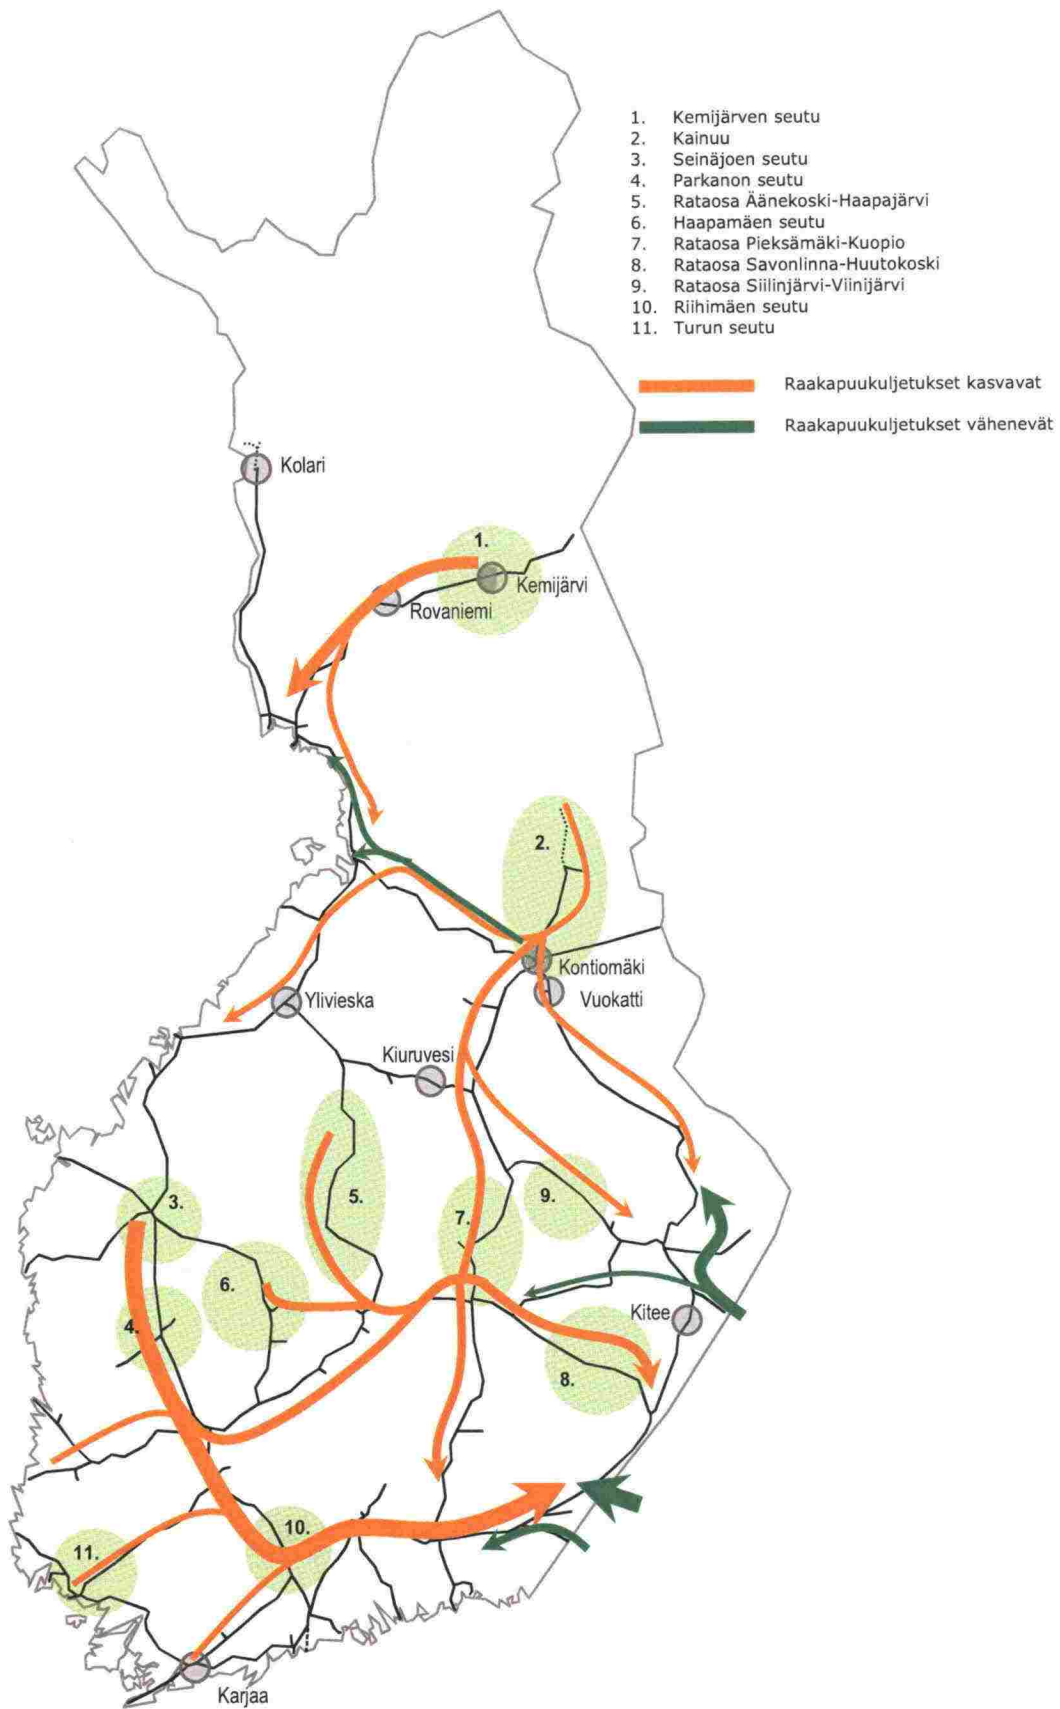 1. Kemijärven seutu
2. Kainuu
3. Seinäjoen seutu
4. Parkanon seutu
5. Rataosa Äänekoski-Haapajärvi
6. Haapamäen seutu
7. Rataosa Pieksämäki-Kuopio
8. Rataosa Savonlinna-Huutokoski
9. Rataosa Siilinjärvi-Viinijärvi
10. Riihimäen seutu
11. Turun seutu
Raakapuukuljetukset kasvavat
Raakapuukuljetukset vähenevät
Kolari
1.
Kemijärvi
Rovaniemi
2.
Kontiomäki
Vuokatti
Ylivieska
Kiuruvesi
3.
5.
9.
7.
6.
Kitee
4.
8.
10.
11.
Karjaa